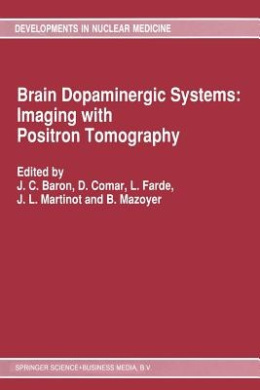 DEVELOPMENTS IN NUCLEAR MEDICINE
Brain Dopaminergic Systems:
Imaging with
Positron Tomography
Edited by
J. C. Baron, D. Comar, L. Farde,
J. L. Martinot and B. Mazoyer
SPRINGER SCIENCE+BUSINESS MEDIA, B.V.